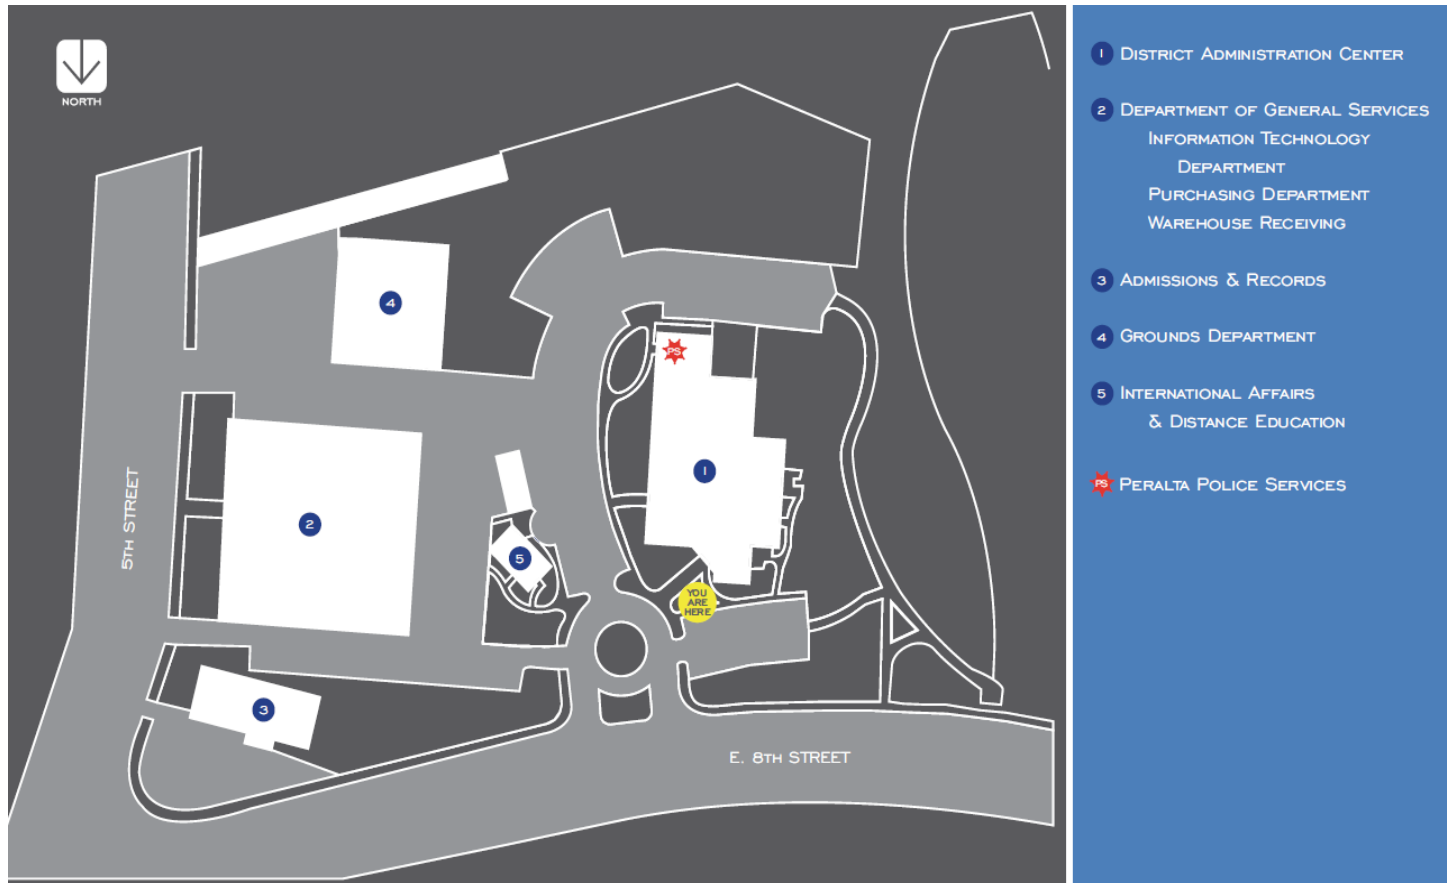 NORTH
4
PS
1
2
5TH STREET
5
YOU
ARE
HERE
3
E. 8TH STREET
1 DISTRICT ADMINISTRATION CENTER
2 DEPARTMENT OF GENERAL SERVICES
INFORMATION TECHNOLOGY
DEPARTMENT
PURCHASING DEPARTMENT
WAREHOUSE RECEIVING
3 ADMISSIONS & RECORDS
4 GROUNDS DEPARTMENT
5 INTERNATIONAL AFFAIRS
& DISTANCE EDUCATION
PS PERALTA POLICE SERVICES